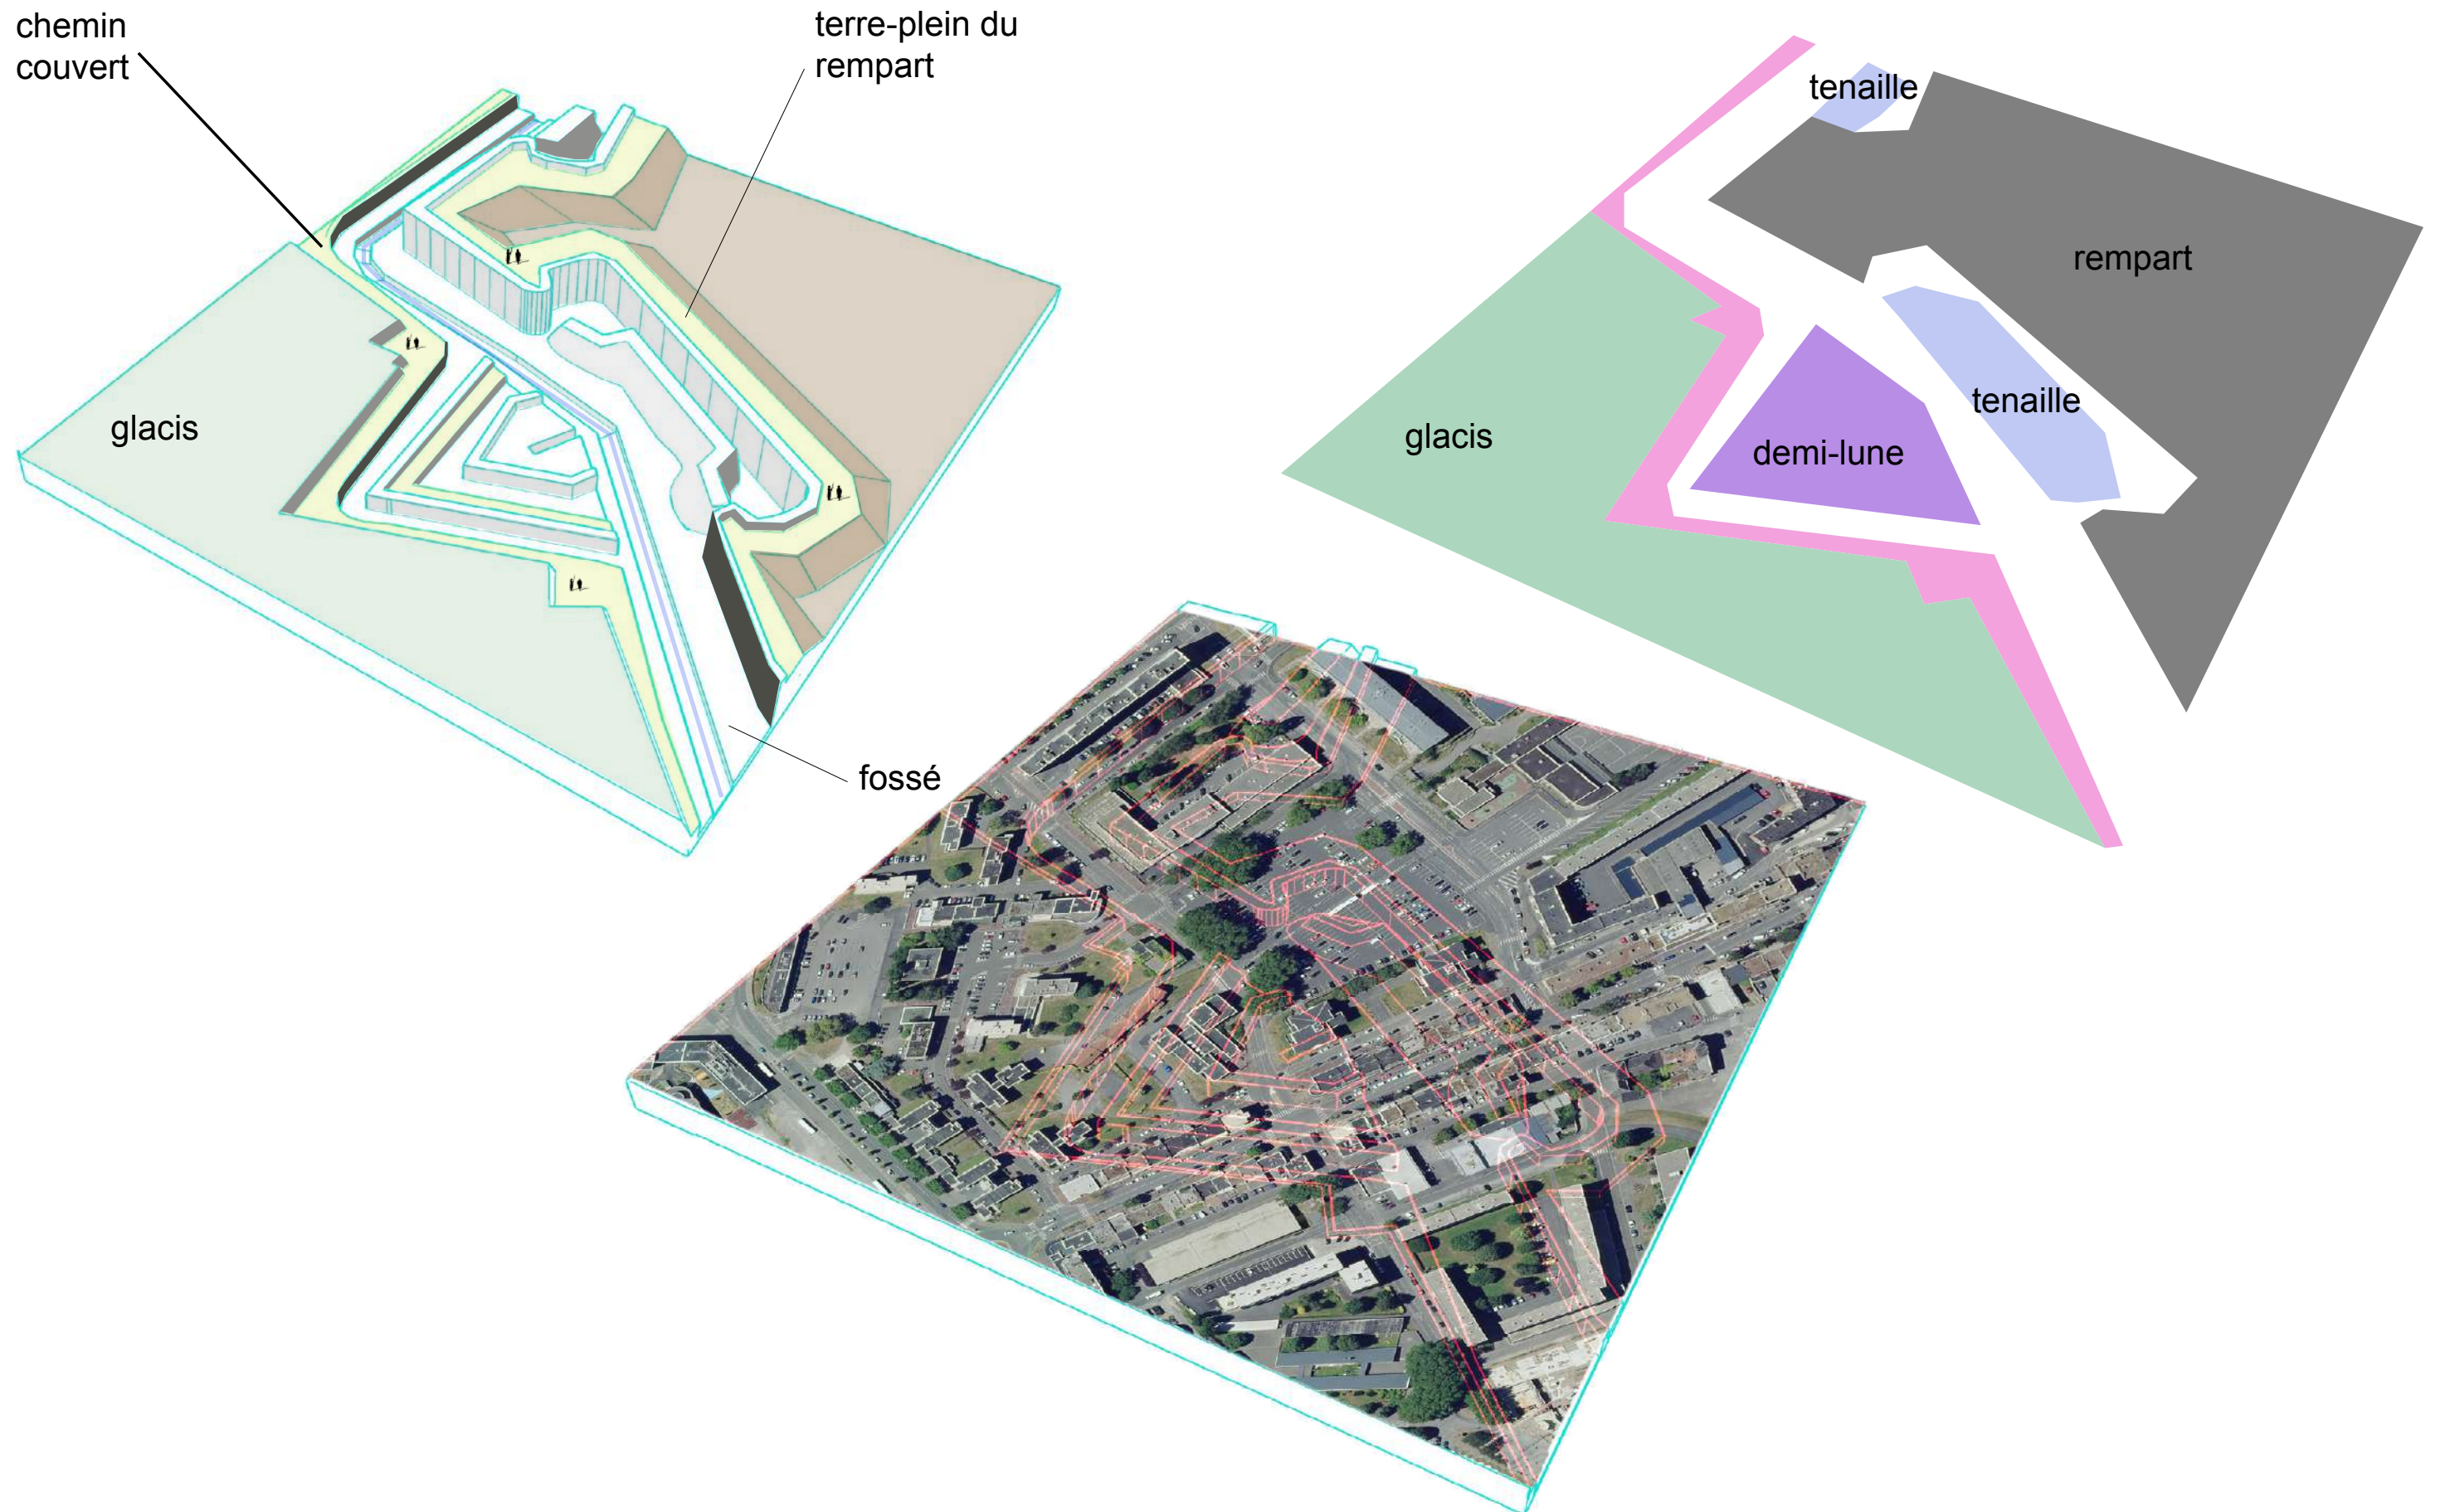 chemin
couvert
terre-plein du
rempart
glacis
fossé
tenaille
rempart
tenaille
glacis
demi-lune